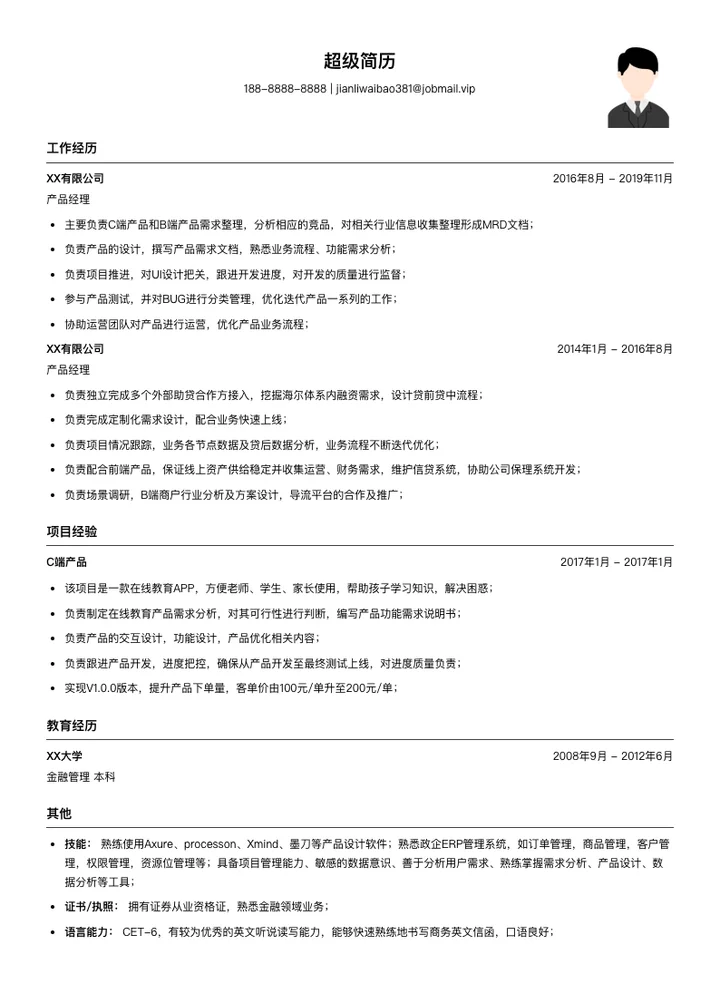 超级简历
188-8888-8888 | jianliwaibao381@jobmail.vip
工作经历
XX有限公司 2016年8月 – 2019年11月
产品经理
• 主要负责C端产品和B端产品需求整理，分析相应的竞品，对相关行业信息收集整理形成MRD文档；
• 负责产品的设计，撰写产品需求文档，熟悉业务流程、功能需求分析；
• 负责项目推进，对UI设计把关，跟进开发进度，对开发的质量进行监督；
• 参与产品测试，并对BUG进行分类管理，优化迭代产品一系列的工作；
• 协助运营团队对产品进行运营，优化产品业务流程；
XX有限公司 2014年1月 – 2016年8月
产品经理
• 负责独立完成多个外部助贷合作方接入，挖掘海尔体系内融资需求，设计贷前贷中流程；
• 负责完成定制化需求设计，配合业务快速上线；
• 负责项目情况跟踪，业务各节点数据及贷后数据分析，业务流程不断迭代优化；
• 负责配合前端产品，保证线上资产供给稳定并收集运营、财务需求，维护信贷系统，协助公司保理系统开发；
• 负责场景调研，B端商户行业分析及方案设计，导流平台的合作及推广；
项目经验
C端产品 2017年1月 – 2017年1月
• 该项目是一款在线教育APP，方便老师、学生、家长使用，帮助孩子学习知识，解决困惑；
• 负责制定在线教育产品需求分析，对其可行性进行判断，编写产品功能需求说明书；
• 负责产品的交互设计，功能设计，产品优化相关内容；
• 负责跟进产品开发，进度把控，确保从产品开发至最终测试上线，对进度质量负责；
• 实现V1.0.0版本，提升产品下单量，客单价由100元/单升至200元/单；
教育经历
XX大学 2008年9月 – 2012年6月
金融管理 本科
其他
• 技能： 熟练使用Axure、processon、Xmind、墨刀等产品设计软件；熟悉政企ERP管理系统，如订单管理，商品管理，客户管
理，权限管理，资源位管理等；具备项目管理能力、敏感的数据意识、善于分析用户需求、熟练掌握需求分析、产品设计、数
据分析等工具；
• 证书/执照： 拥有证券从业资格证，熟悉金融领域业务；
• 语言能力： CET-6，有较为优秀的英文听说读写能力，能够快速熟练地书写商务英文信函，口语良好；